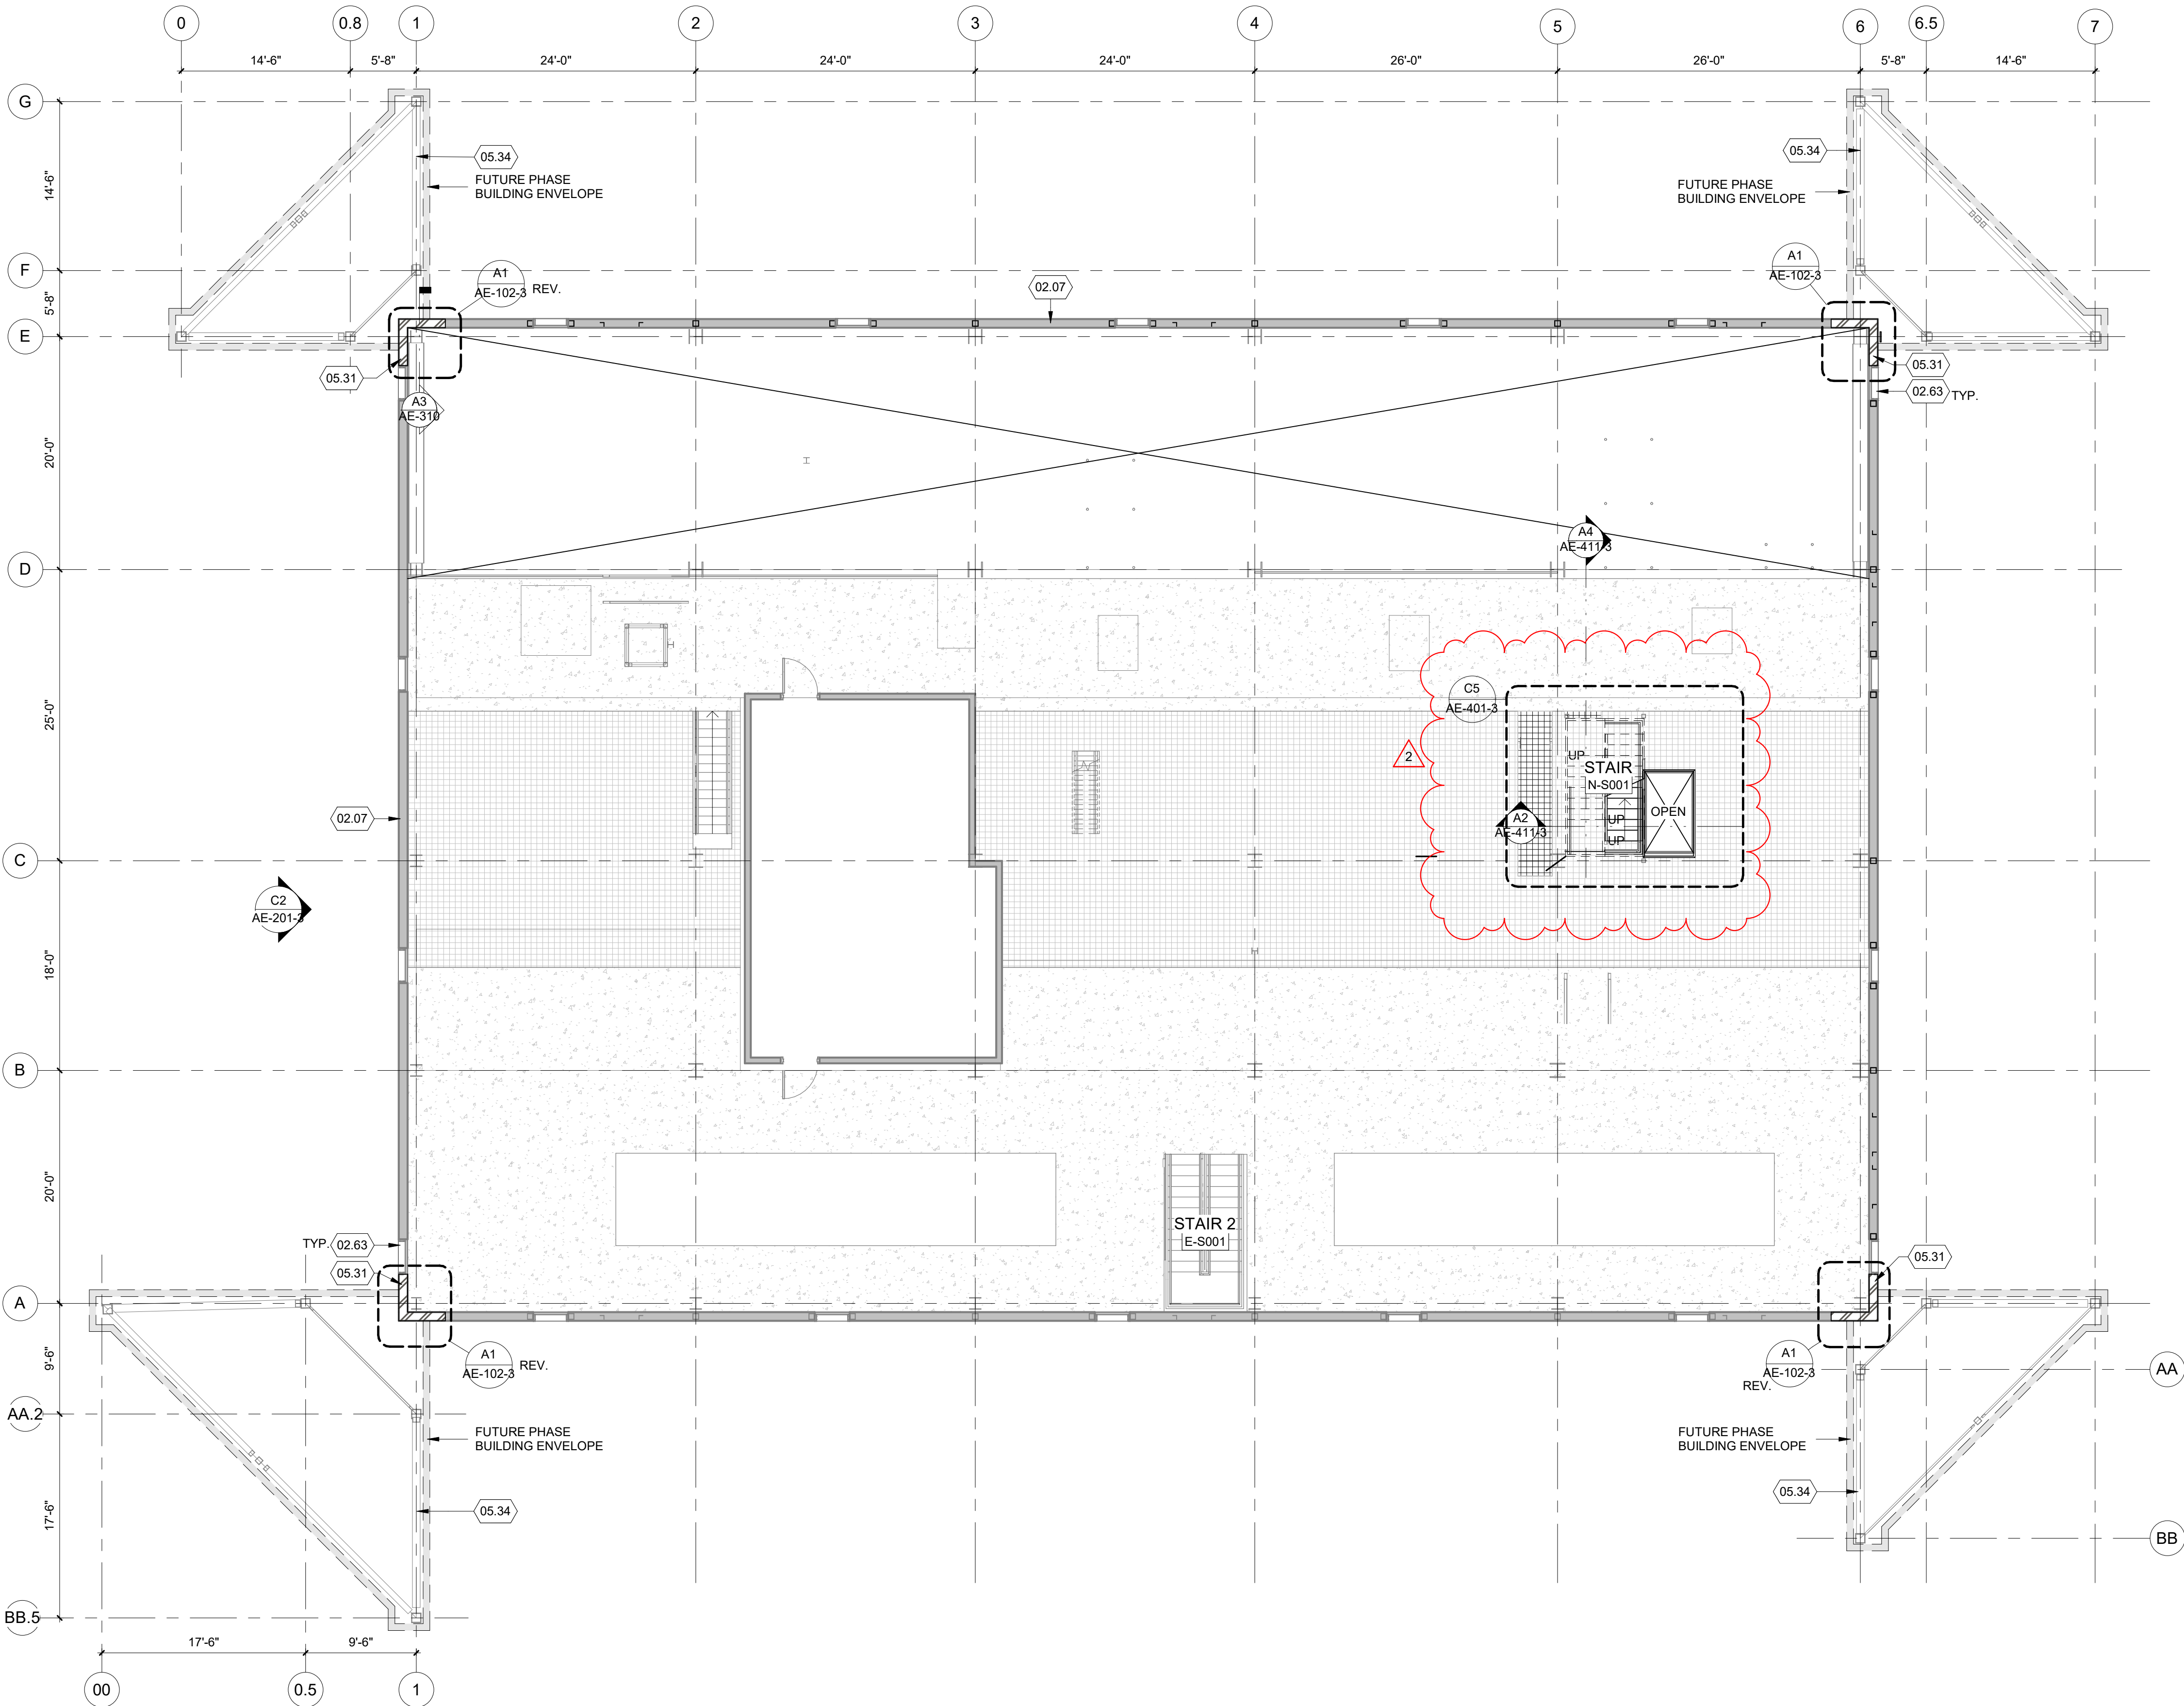 0
0.8
1
2
3
4
5
6
6.5
7
14'-6"
5'-8"
24'-0"
24'-0"
24'-0"
26'-0"
26'-0"
5'-8"
14'-6"
G
05.34
FUTURE PHASE
BUILDING ENVELOPE
05.34
FUTURE PHASE
BUILDING ENVELOPE
14'-6"
F
A1
AE-102-3
REV.
02.07
A1
AE-102-3
5'-8"
E
05.31
05.31
A3
AE-310
02.63
TYP.
20'-0"
A4
AE-411-3
D
C5
AE-401-3
25'-0"
2
UP
STAIR
N-S001
OPEN
UP
UP
A2
AE-411-3
02.07
C
C2
AE-201-3
18'-0"
B
20'-0"
STAIR 2
E-S001
TYP.
02.63
05.31
05.31
A
9'-6"
A1
AE-102-3
REV.
A1
AE-102-3
REV.
AA
AA.2
FUTURE PHASE
BUILDING ENVELOPE
FUTURE PHASE
BUILDING ENVELOPE
17'-6"
05.34
05.34
BB
BB.5
17'-6"
9'-6"
00
0.5
1